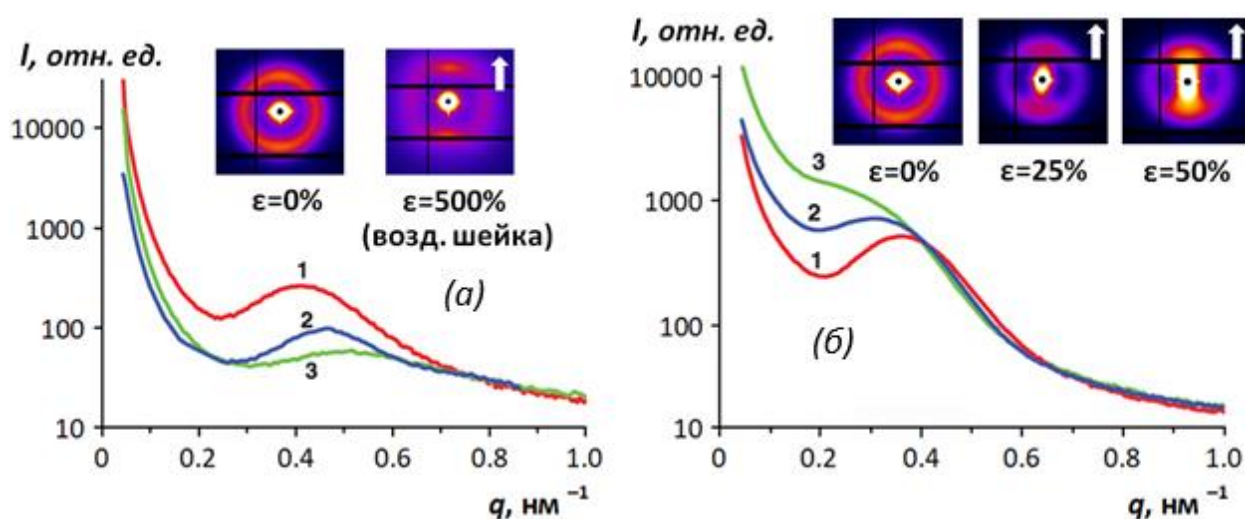 I, отн. ед.
10000
1000
100
10
0
0.2
0.4
0.6
0.8
1.0
q, нм ⁻¹
1
2
3
ε=0%
ε=500%
(возд. шейка)
(а)
I, отн. ед.
10000
1000
100
10
0
0.2
0.4
0.6
0.8
1.0
q, нм ⁻¹
3
2
1
ε=0%
ε=25%
ε=50%
(б)